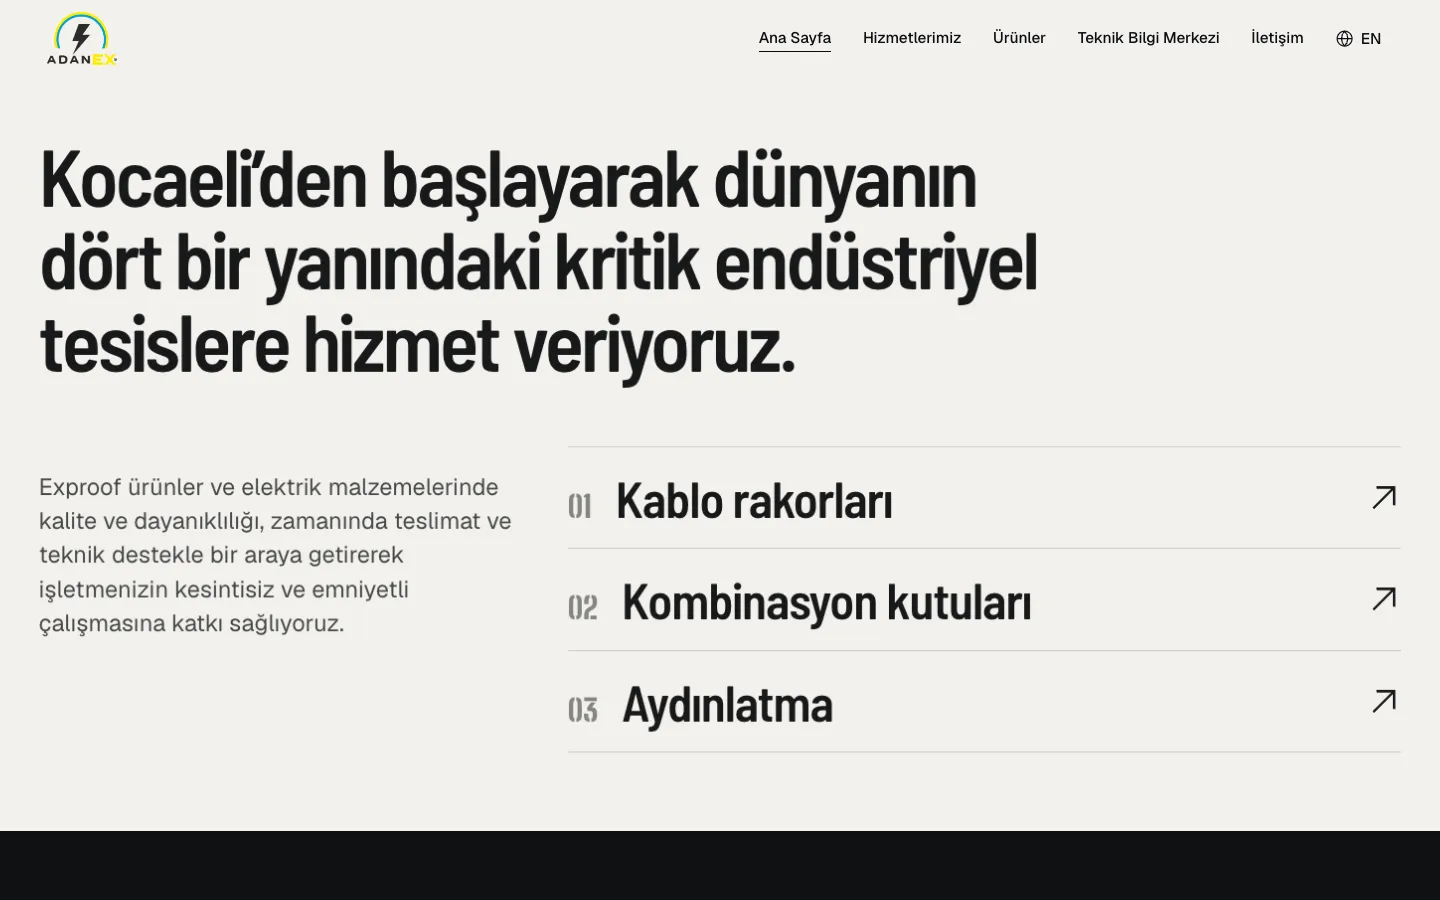 ADANEX
Ana Sayfa
Hizmetlerimiz
Ürünler
Teknik Bilgi Merkezi
İletişim
EN
Kocaeli’den başlayarak dünyanın
dört bir yanındaki kritik endüstriyel
tesislere hizmet veriyoruz.
Exproof ürünler ve elektrik malzemelerinde
kalite ve dayanıklılığı, zamanında teslimat ve
teknik destekle bir araya getirerek
işletmenizin kesintisiz ve emniyetli
çalışmasına katkı sağlıyoruz.
01 Kablo rakorları
02 Kombinasyon kutuları
03 Aydınlatma